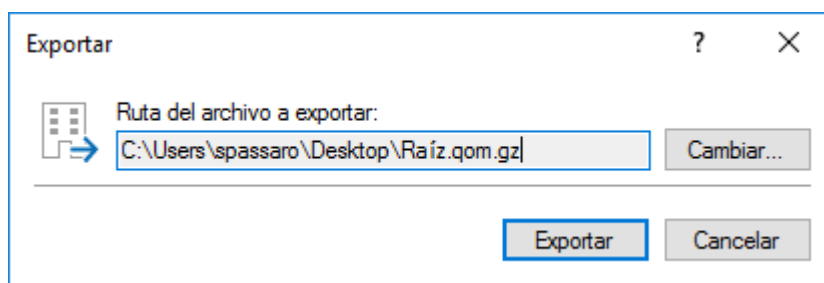 Exportar
?
Ruta del archivo a exportar:
C:\Users\spassaro\Desktop\Raíz.qom.gz
Cambiar...
Exportar
Cancelar